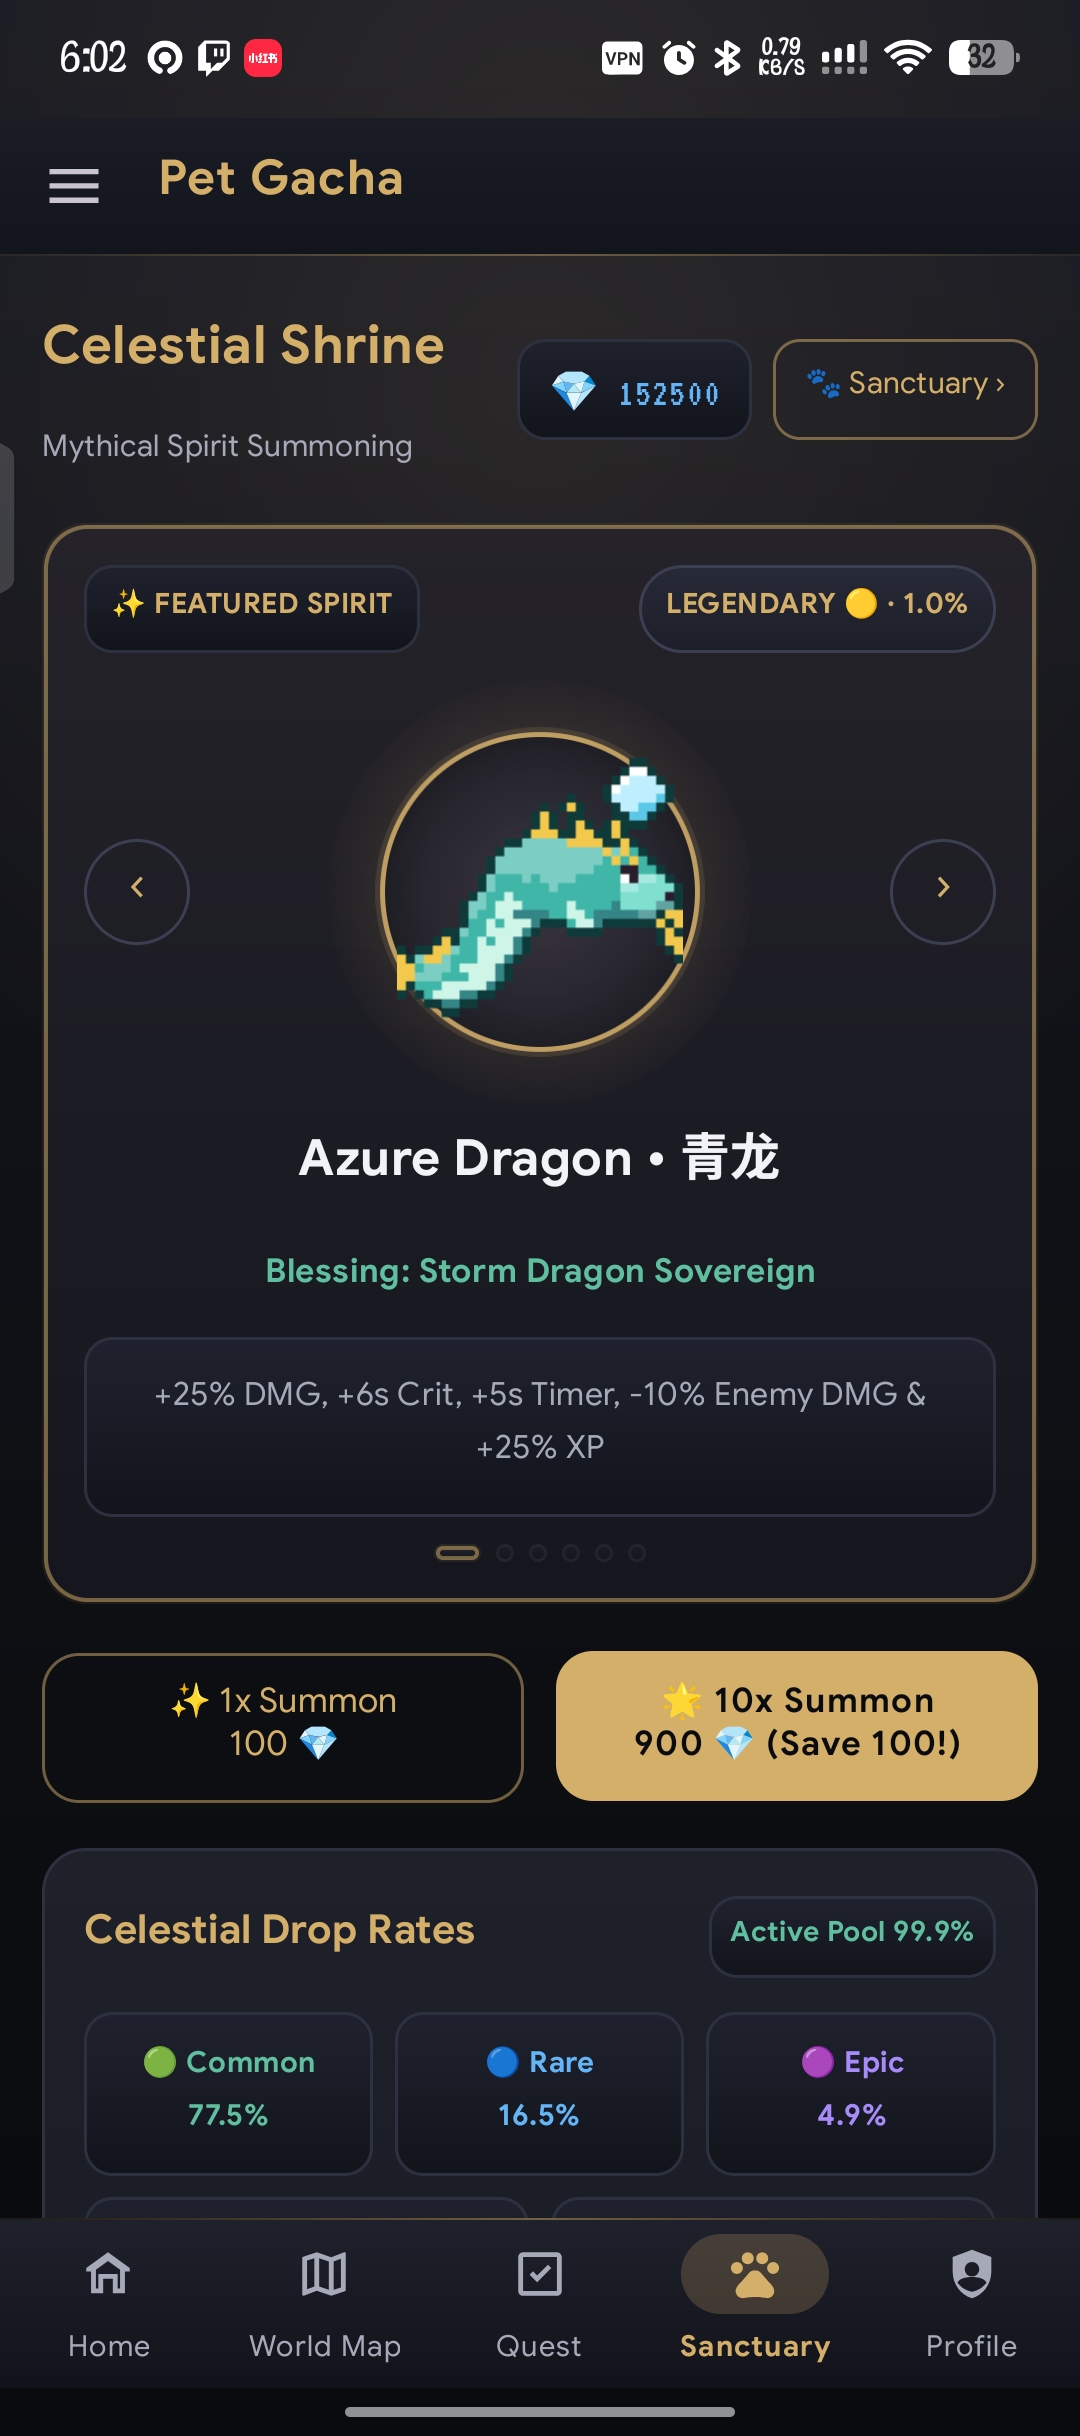 6:02
小红书
VPN
0.79
KB/S
32
Pet Gacha
Celestial Shrine
Mythical Spirit Summoning
💎 152500
🐾 Sanctuary ›
✨ FEATURED SPIRIT
LEGENDARY 🟡 · 1.0%
‹
›
Azure Dragon • 青龙
Blessing: Storm Dragon Sovereign
+25% DMG, +6s Crit, +5s Timer, -10% Enemy DMG &
+25% XP
✨ 1x Summon
100 💎
🌟 10x Summon
900 💎 (Save 100!)
Celestial Drop Rates
Active Pool 99.9%
🟢 Common
77.5%
🔵 Rare
16.5%
🟣 Epic
4.9%
Home
World Map
Quest
Sanctuary
Profile